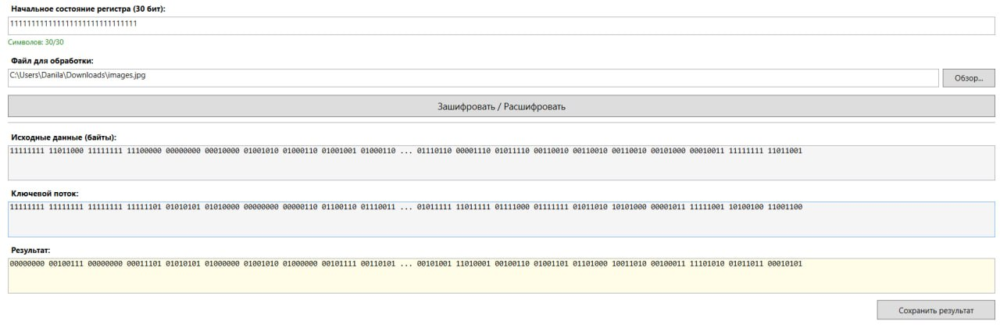 Начальное состояние регистра (30 бит):
111111111111111111111111111111
Символов: 30/30
Файл для обработки:
C:\Users\Danila\Downloads\images.jpg
Обзор...
Зашифровать / Расшифровать
Исходные данные (байты):
11111111 11011000 11111111 11100000 00000000 00010000 01001010 01000110 01001001 01000110 ... 01110110 00001110 01011110 00110010 00110010 00110010 00101000 00010011 11111111 11011001
Ключевой поток:
11111111 11111111 11111111 11111101 01010101 01010000 00000000 00000110 01100110 01110011 ... 01011111 11011111 01111000 01111111 01011010 10101000 00001011 11111001 10100100 11001100
Результат:
00000000 00100111 00000000 00011101 01010101 01000000 01001010 01000000 00101111 00110101 ... 00101001 11010001 00100110 01001101 01101000 10011010 00100011 11101010 01011011 00010101
Сохранить результат